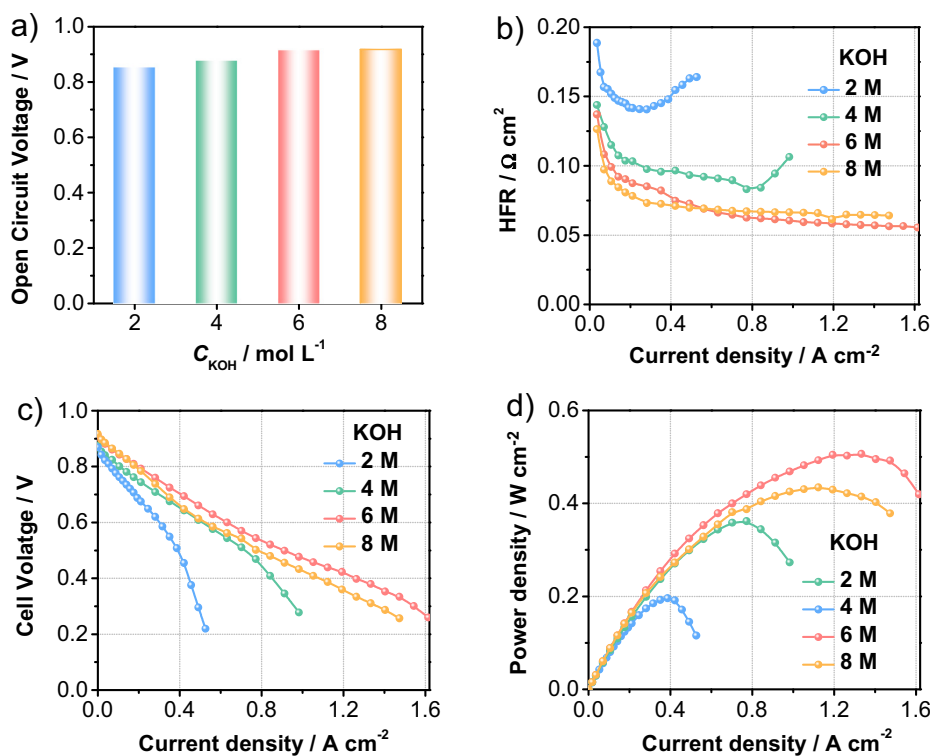 a)
Open Circuit Voltage / V
1.0
0.8
0.6
0.4
0.2
0.0
2 4 6 8
C_KOH / mol L⁻¹
b)
HFR / Ω cm²
0.20
0.15
0.10
0.05
0.00
KOH
2 M
4 M
6 M
8 M
0.0 0.4 0.8 1.2 1.6
Current density / A cm⁻²
c)
Cell Volatge / V
1.0
0.8
0.6
0.4
0.2
0.0
KOH
2 M
4 M
6 M
8 M
0.0 0.4 0.8 1.2 1.6
Current density / A cm⁻²
d)
Power density / W cm⁻²
0.6
0.4
0.2
0.0
KOH
2 M
4 M
6 M
8 M
0.0 0.4 0.8 1.2 1.6
Current density / A cm⁻²